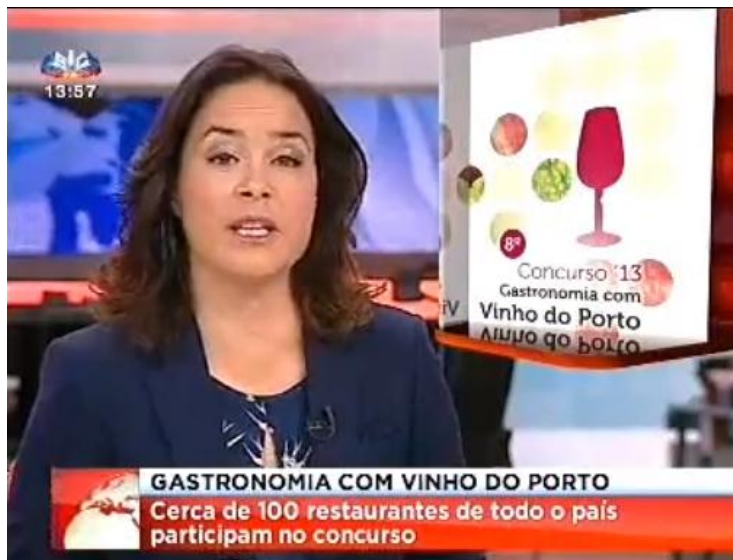 SIC
13:57
8º
Concurso '13
Gastronomia com
Vinho do Porto
GASTRONOMIA COM VINHO DO PORTO
Cerca de 100 restaurantes de todo o país
participam no concurso